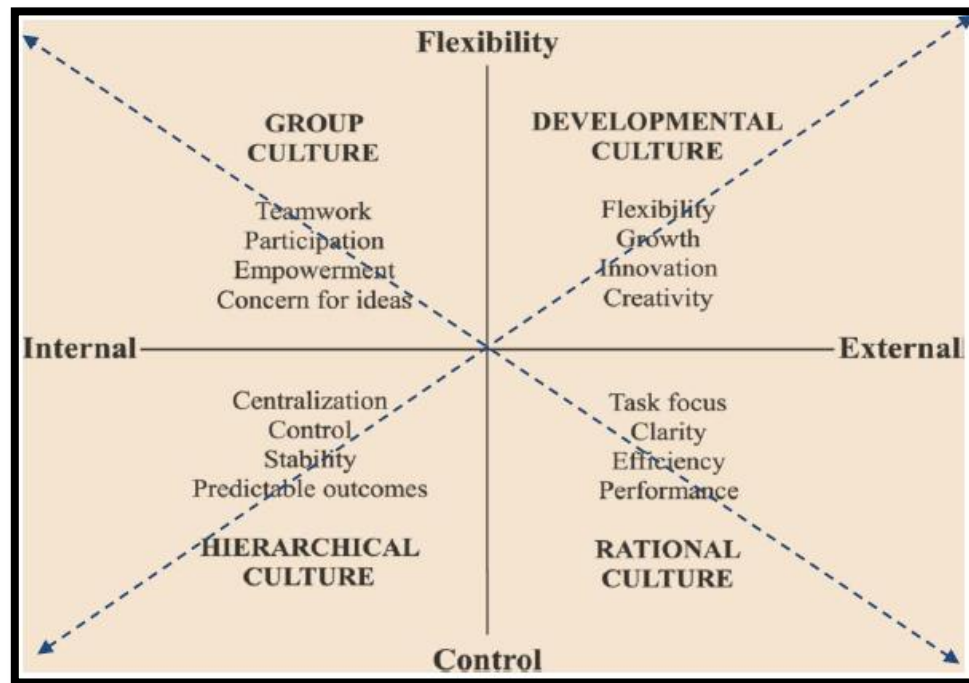 Flexibility
GROUP
CULTURE
Teamwork
Participation
Empowerment
Concern for ideas
DEVELOPMENTAL
CULTURE
Flexibility
Growth
Innovation
Creativity
Internal
External
Centralization
Control
Stability
Predictable outcomes
HIERARCHICAL
CULTURE
Task focus
Clarity
Efficiency
Performance
RATIONAL
CULTURE
Control